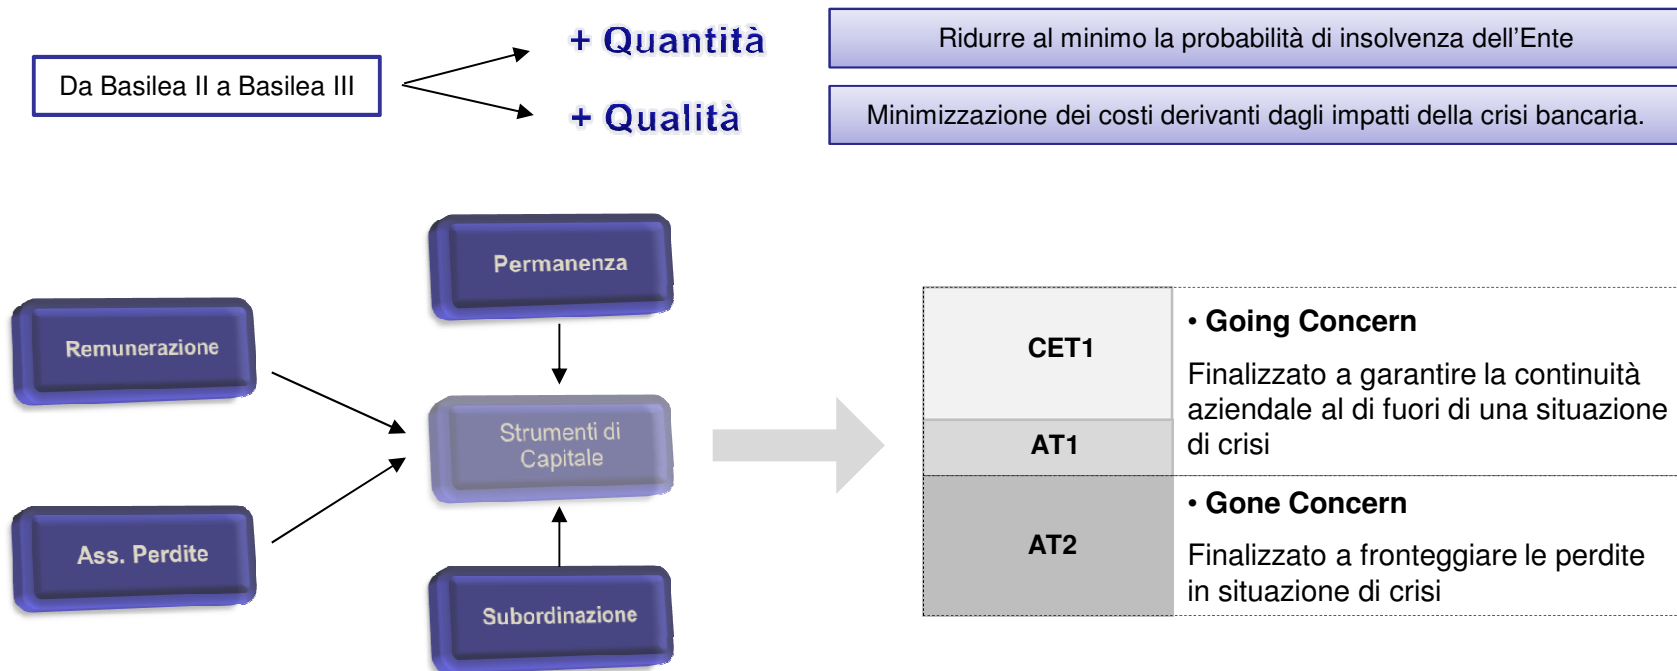 Da Basilea II a Basilea III
+ Quantità
Ridurre al minimo la probabilità di insolvenza dell’Ente
+ Qualità
Minimizzazione dei costi derivanti dagli impatti della crisi bancaria.
Permanenza
Remunerazione
Strumenti di
Capitale
Ass. Perdite
Subordinazione
CET1
• Going Concern
Finalizzato a garantire la continuità
aziendale al di fuori di una situazione
di crisi
AT1
AT2
• Gone Concern
Finalizzato a fronteggiare le perdite
in situazione di crisi